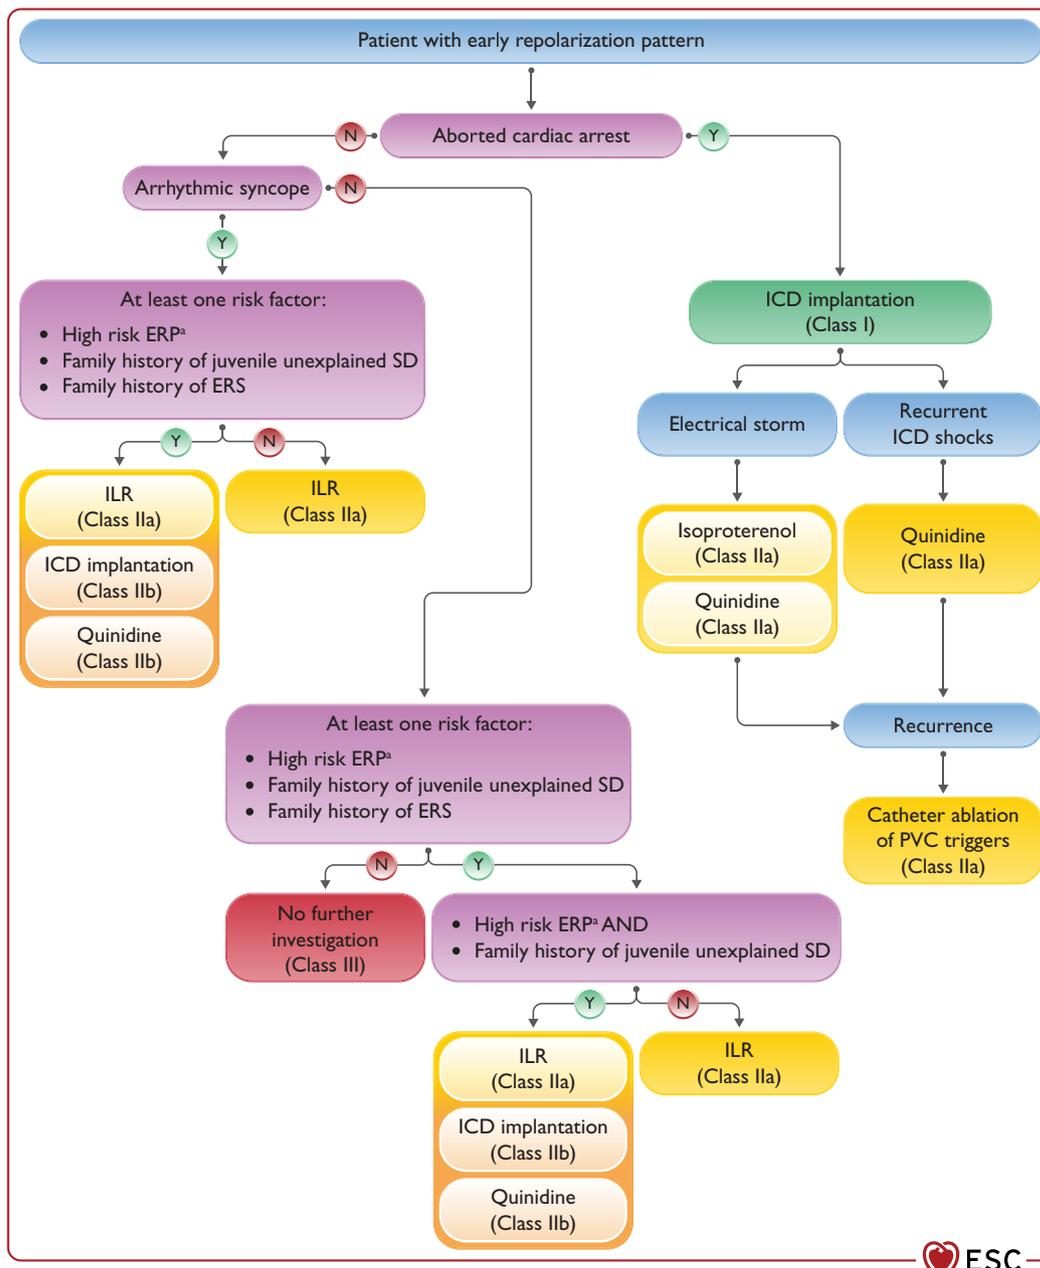 Patient with early repolarization pattern
N
Aborted cardiac arrest
Y
Arrhythmic syncope
N
Y
At least one risk factor:
• High risk ERPᵃ
• Family history of juvenile unexplained SD
• Family history of ERS
Y
N
ILR
(Class IIa)
ICD implantation
(Class IIb)
Quinidine
(Class IIb)
ILR
(Class IIa)
ICD implantation
(Class I)
Electrical storm
Recurrent
ICD shocks
Isoproterenol
(Class IIa)
Quinidine
(Class IIa)
Quinidine
(Class IIa)
Recurrence
Catheter ablation
of PVC triggers
(Class IIa)
At least one risk factor:
• High risk ERPᵃ
• Family history of juvenile unexplained SD
• Family history of ERS
N
Y
No further
investigation
(Class III)
• High risk ERPᵃ AND
• Family history of juvenile unexplained SD
Y
N
ILR
(Class IIa)
ICD implantation
(Class IIb)
Quinidine
(Class IIb)
ILR
(Class IIa)
ESC